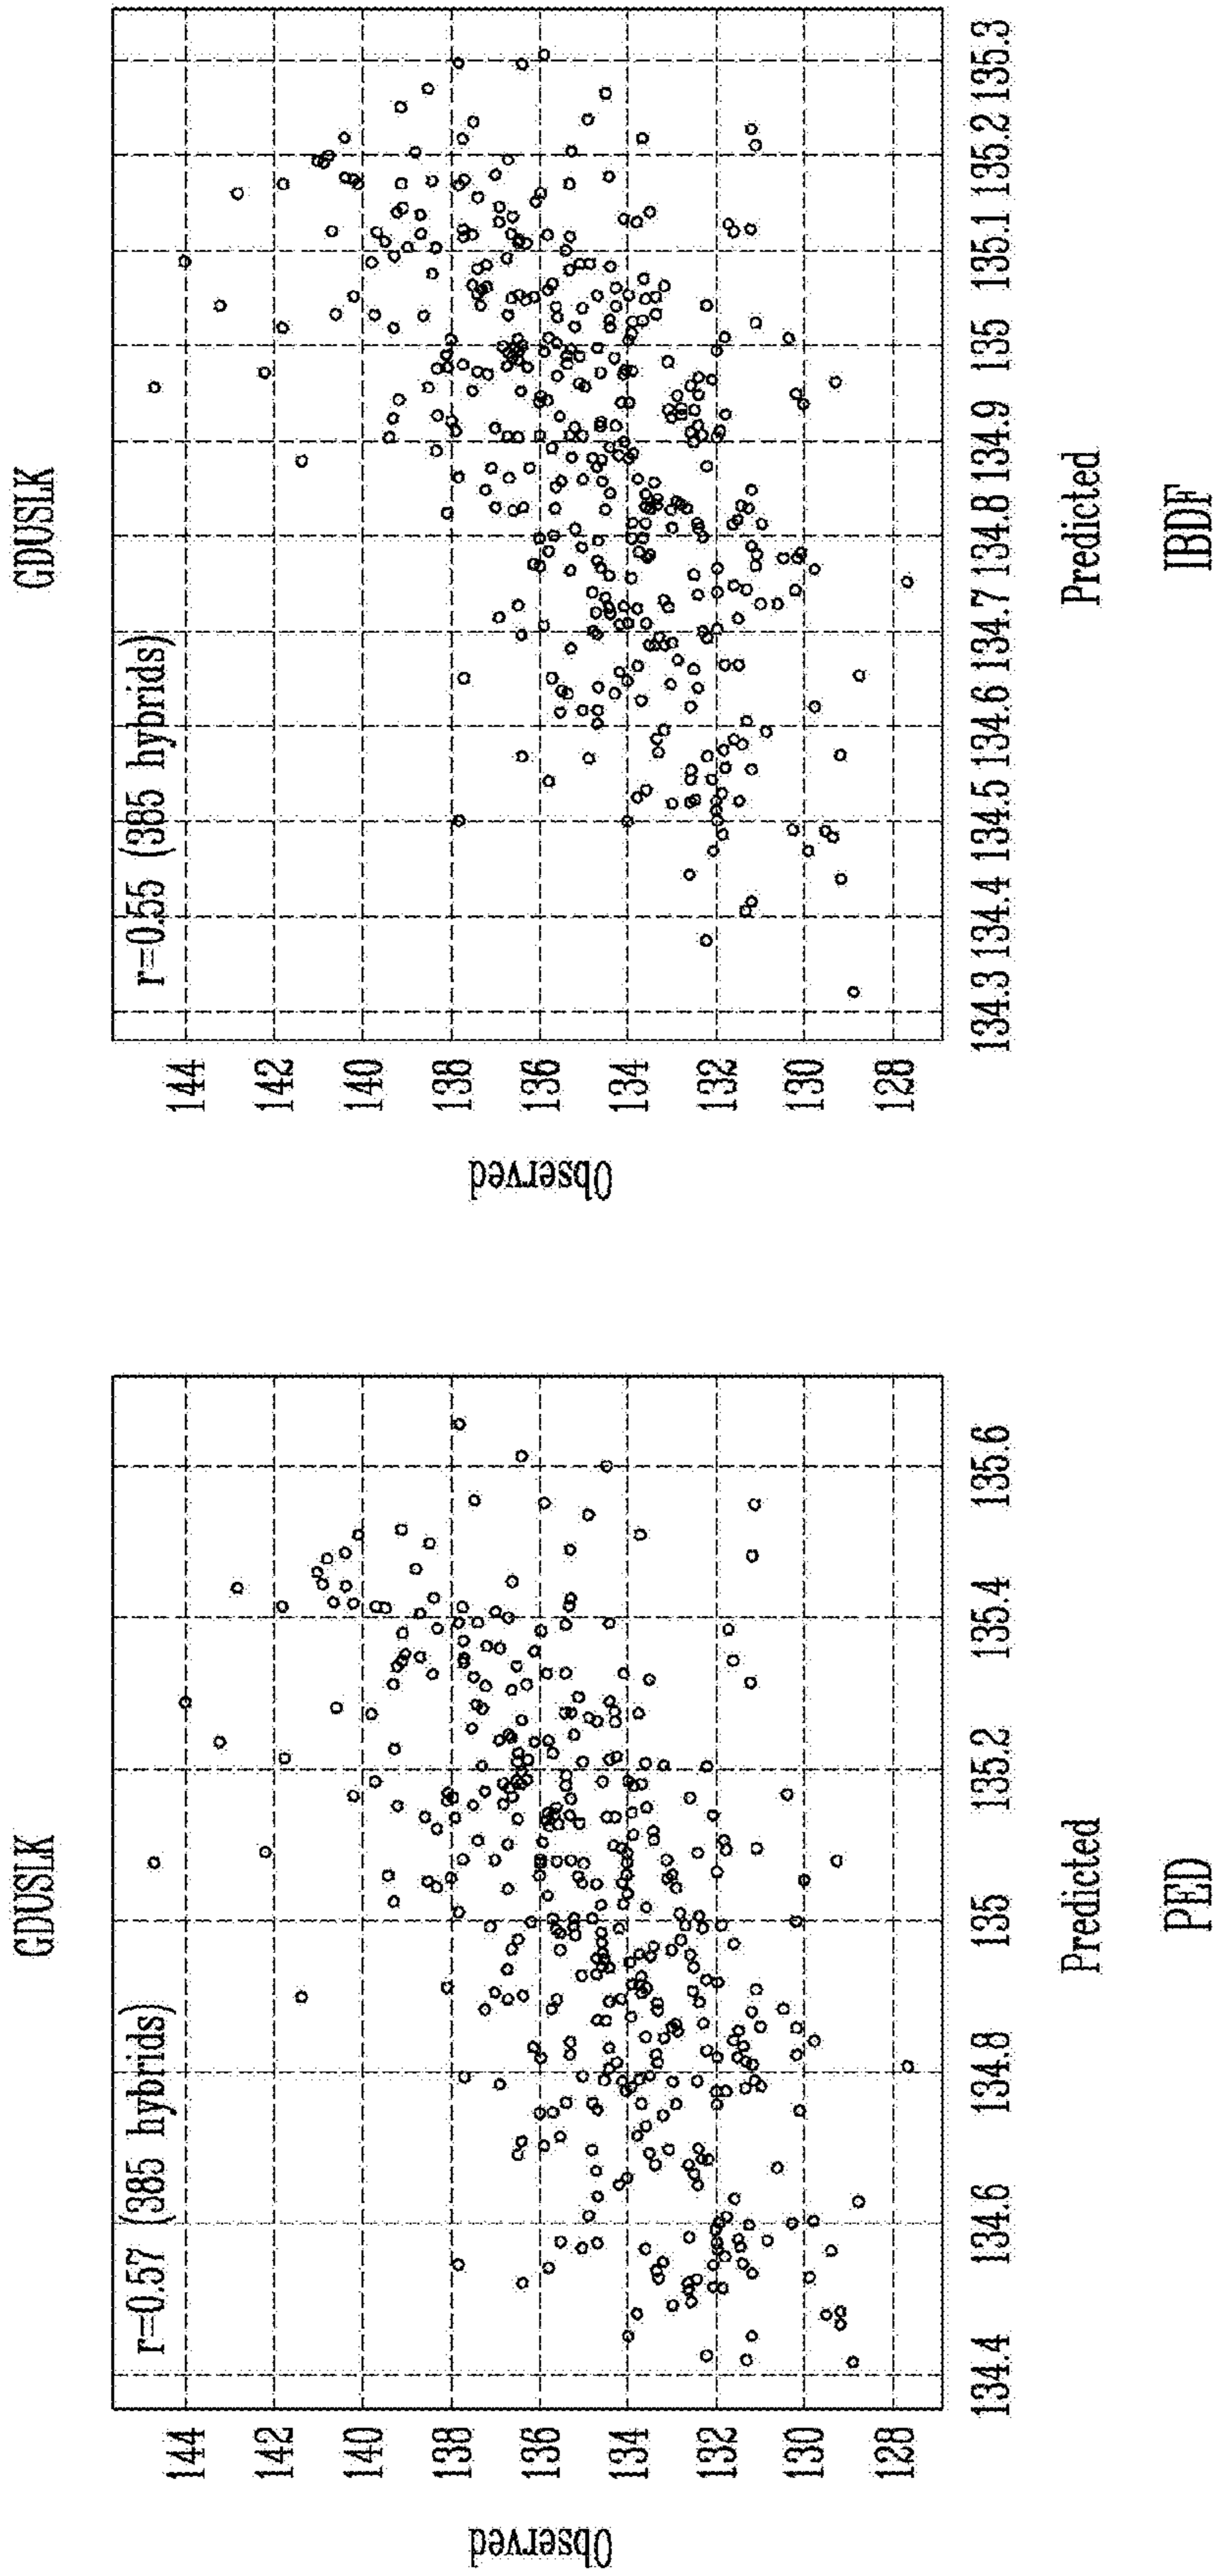 GDUSLK
r=0.57 (385 hybrids)
Observed
144
142
140
138
136
134
132
130
128
134.4 134.6 134.8 135 135.2 135.4 135.6
Predicted
PED
GDUSLK
r=0.55 (385 hybrids)
Observed
144
142
140
138
136
134
132
130
128
134.3 134.4 134.5 134.6 134.7 134.8 134.9 135 135.1 135.2 135.3
Predicted
IBDF